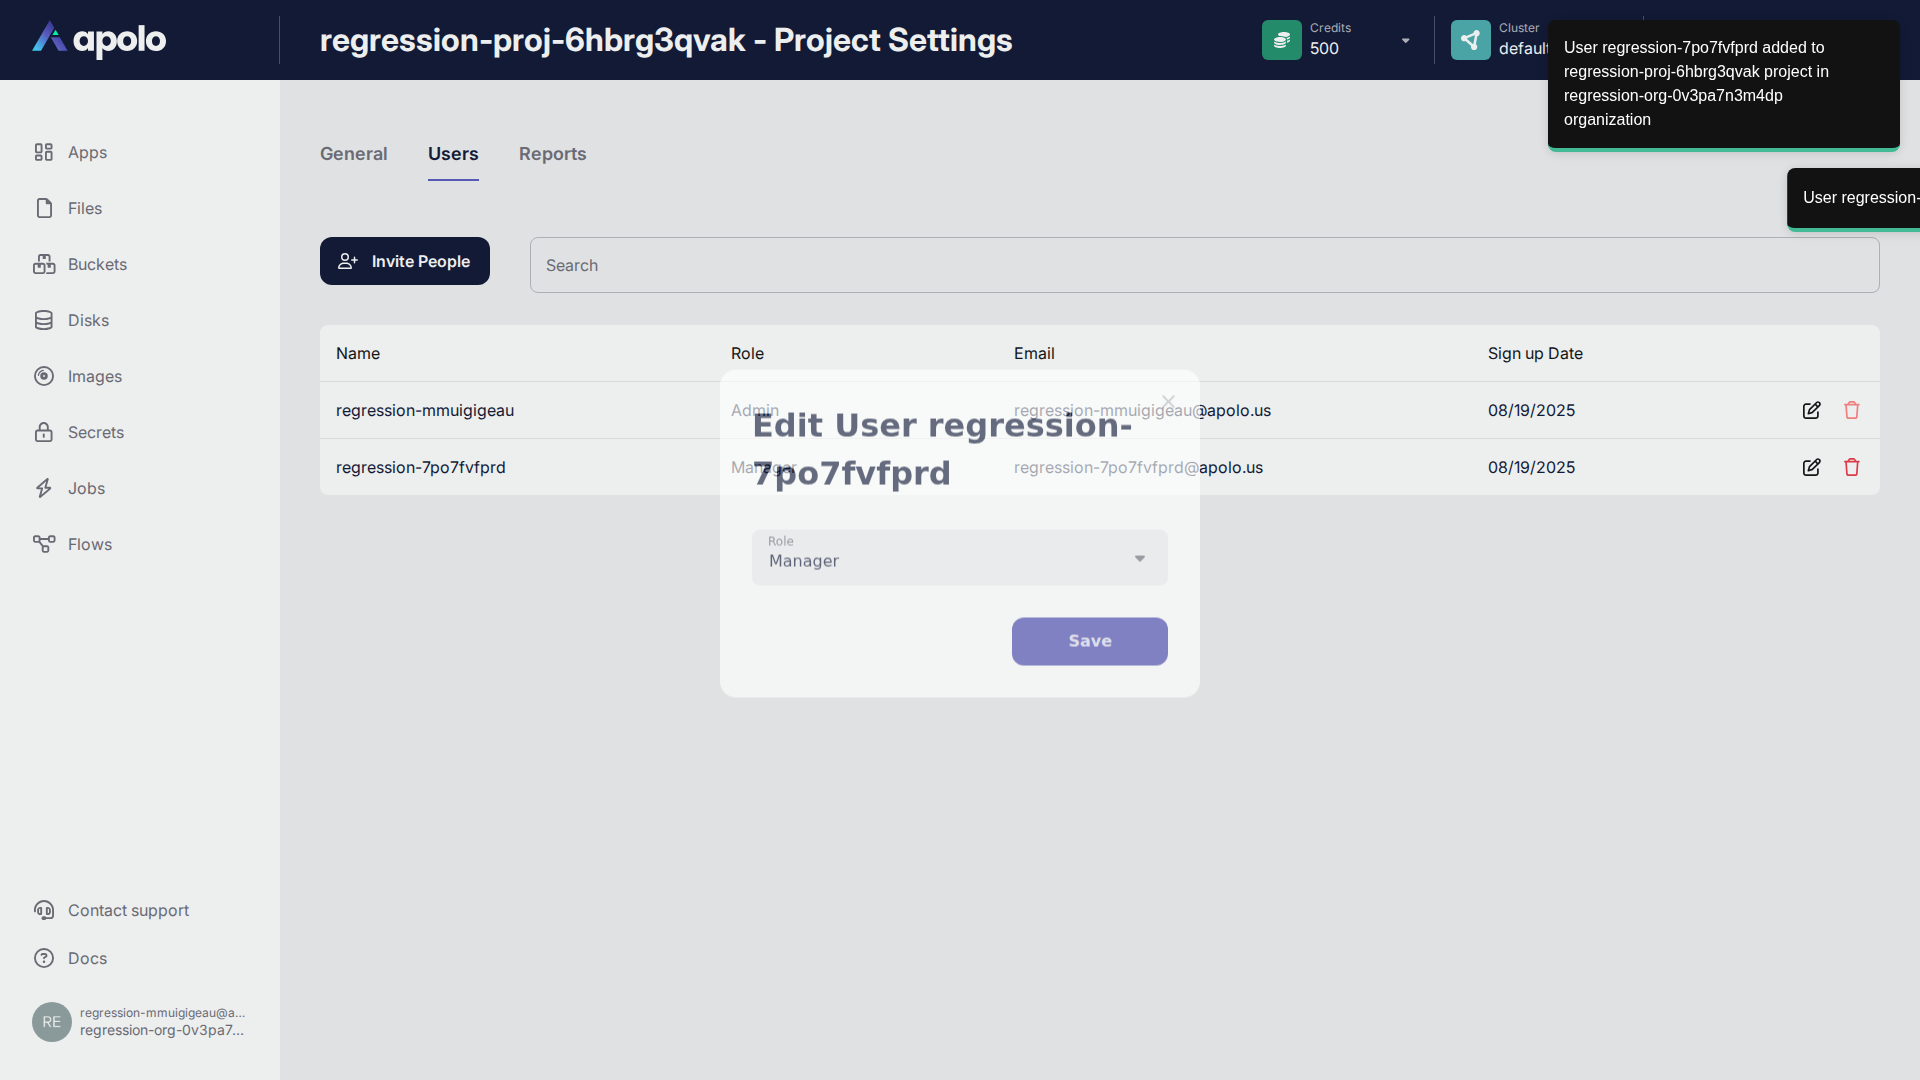 apolo
regression-proj-6hbrg3qvak - Project Settings
Credits
500
Cluster
default
User regression-7po7fvfprd added to
regression-proj-6hbrg3qvak project in
regression-org-0v3pa7n3m4dp
organization
User regression-
Apps
Files
Buckets
Disks
Images
Secrets
Jobs
Flows
Contact support
Docs
RE
regression-mmuigigeau@a...
regression-org-0v3pa7...
General
Users
Reports
Invite People
Search
Name
Role
Email
Sign up Date
regression-mmuigigeau
Admin
regression-mmuigigeau@apolo.us
08/19/2025
regression-7po7fvfprd
Manager
regression-7po7fvfprd@apolo.us
08/19/2025
Edit User regression-
7po7fvfprd
Role
Manager
Save